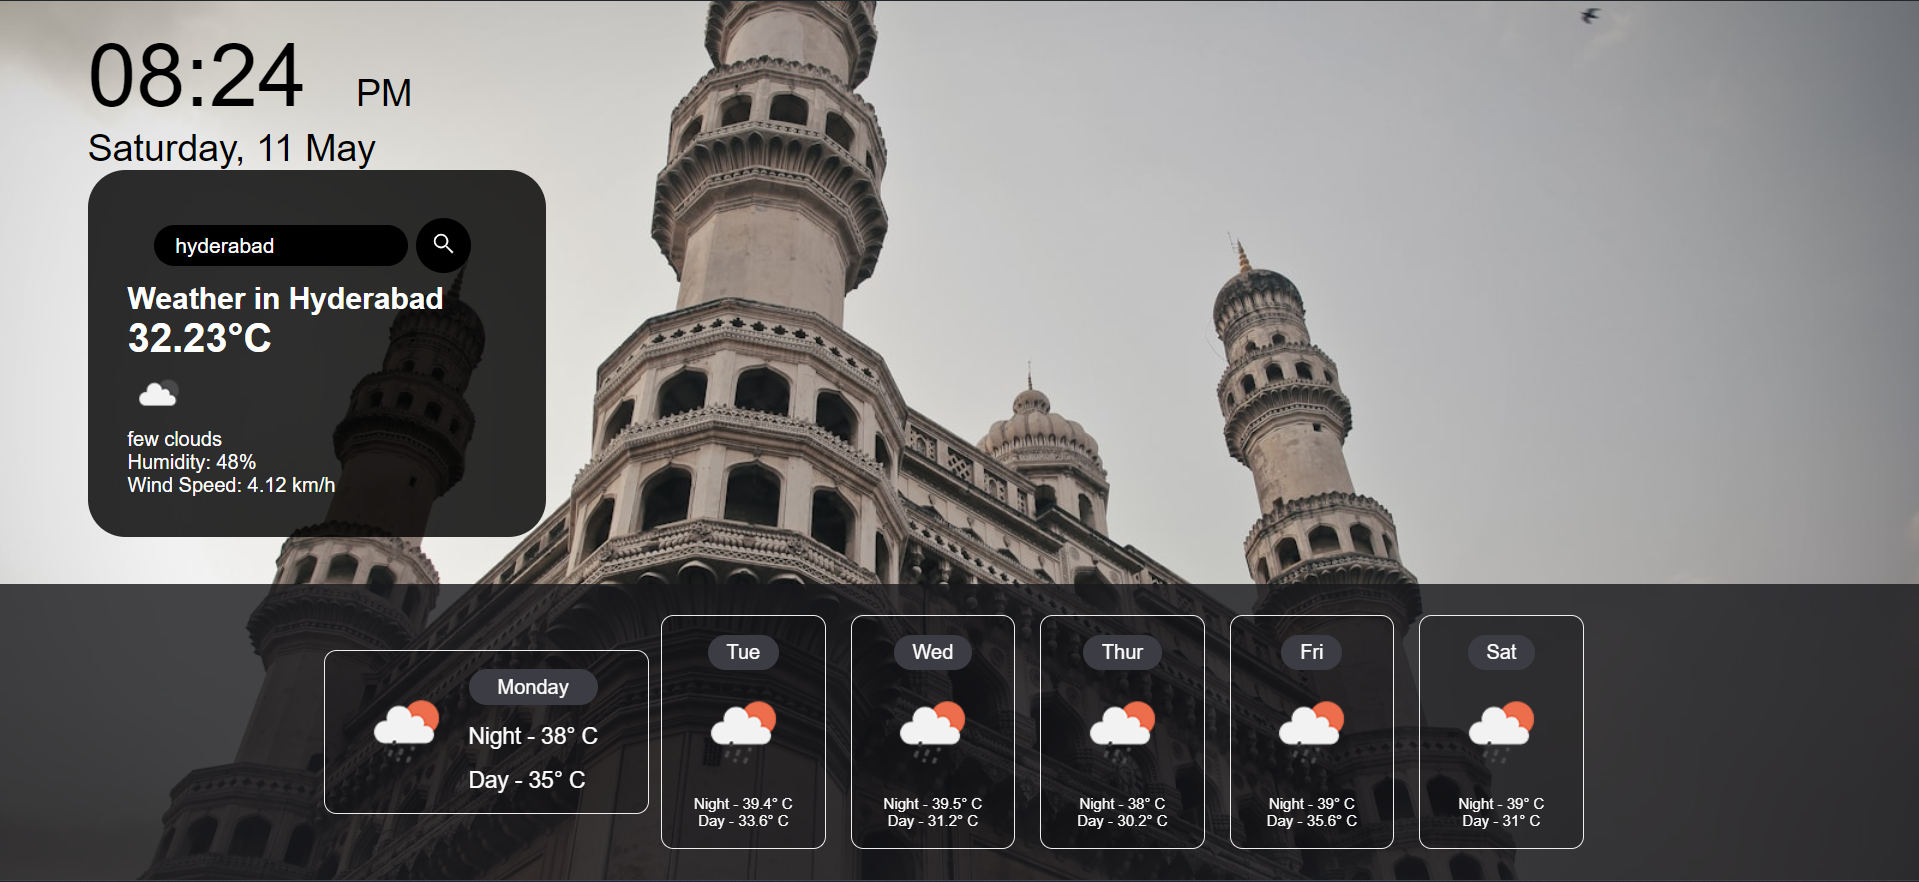 08:24 PM
Saturday, 11 May
hyderabad
Weather in Hyderabad
32.23°C
few clouds
Humidity: 48%
Wind Speed: 4.12 km/h
Monday
Night - 38° C
Day - 35° C
Tue
Night - 39.4° C
Day - 33.6° C
Wed
Night - 39.5° C
Day - 31.2° C
Thur
Night - 38° C
Day - 30.2° C
Fri
Night - 39° C
Day - 35.6° C
Sat
Night - 39° C
Day - 31° C